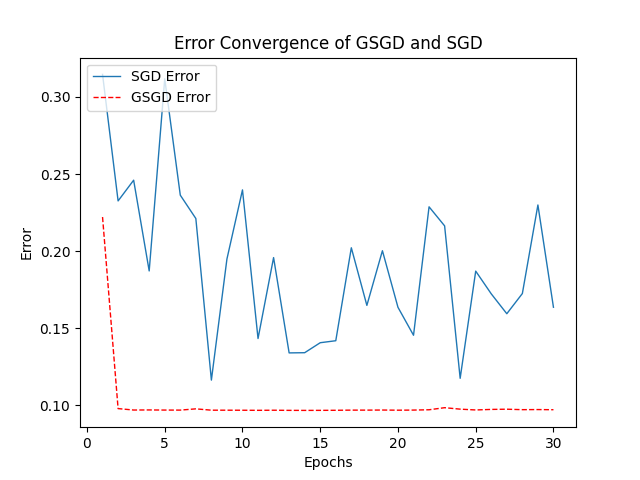 Error Convergence of GSGD and SGD
SGD Error
GSGD Error
0.30
0.25
0.20
0.15
0.10
Error
0 5 10 15 20 25 30
Epochs